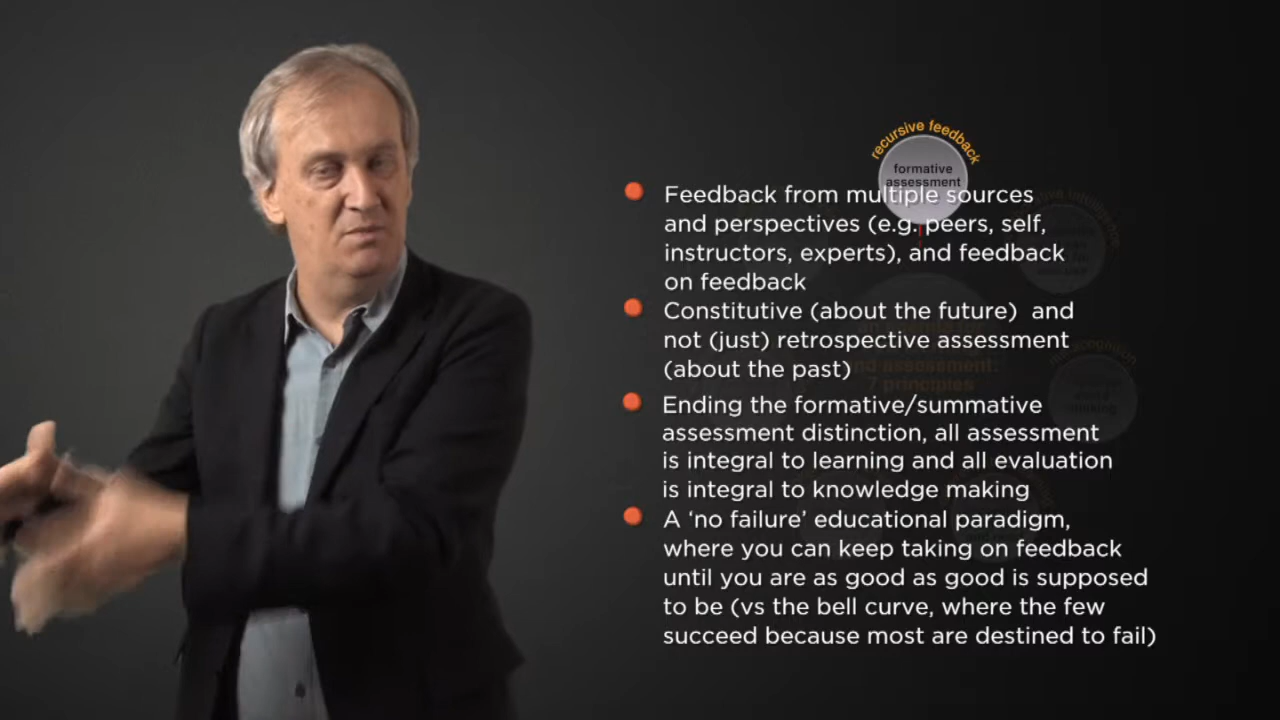 recursive feedback
formative
assessment
Feedback from multiple sources
and perspectives (e.g. peers, self,
instructors, experts), and feedback
on feedback
Constitutive (about the future) and
not (just) retrospective assessment
(about the past)
Ending the formative/summative
assessment distinction, all assessment
is integral to learning and all evaluation
is integral to knowledge making
A ‘no failure’ educational paradigm,
where you can keep taking on feedback
until you are as good as good is supposed
to be (vs the bell curve, where the few
succeed because most are destined to fail)
and assessment:
7 principles